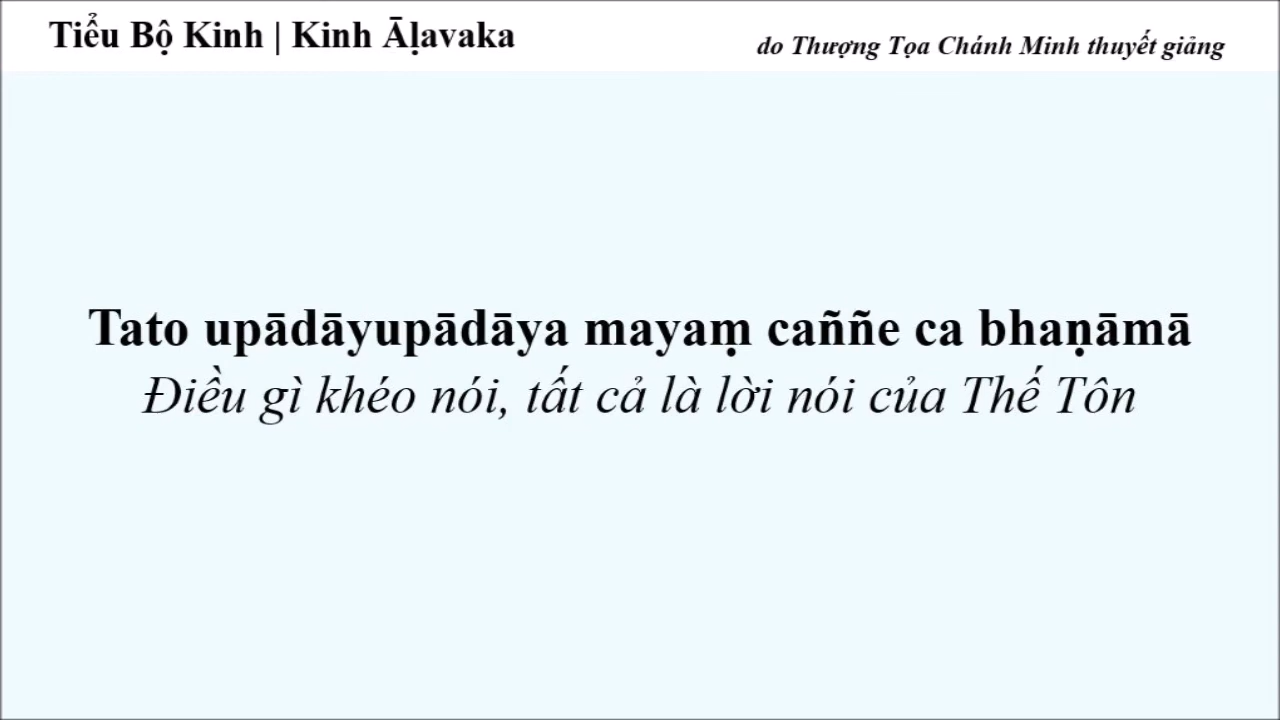 Tiểu Bộ Kinh | Kinh Āḷavaka
do Thượng Tọa Chánh Minh thuyết giảng
Tato upādāyupādāya mayaṃ caññe ca bhaṇāmā
Điều gì khéo nói, tất cả là lời nói của Thế Tôn